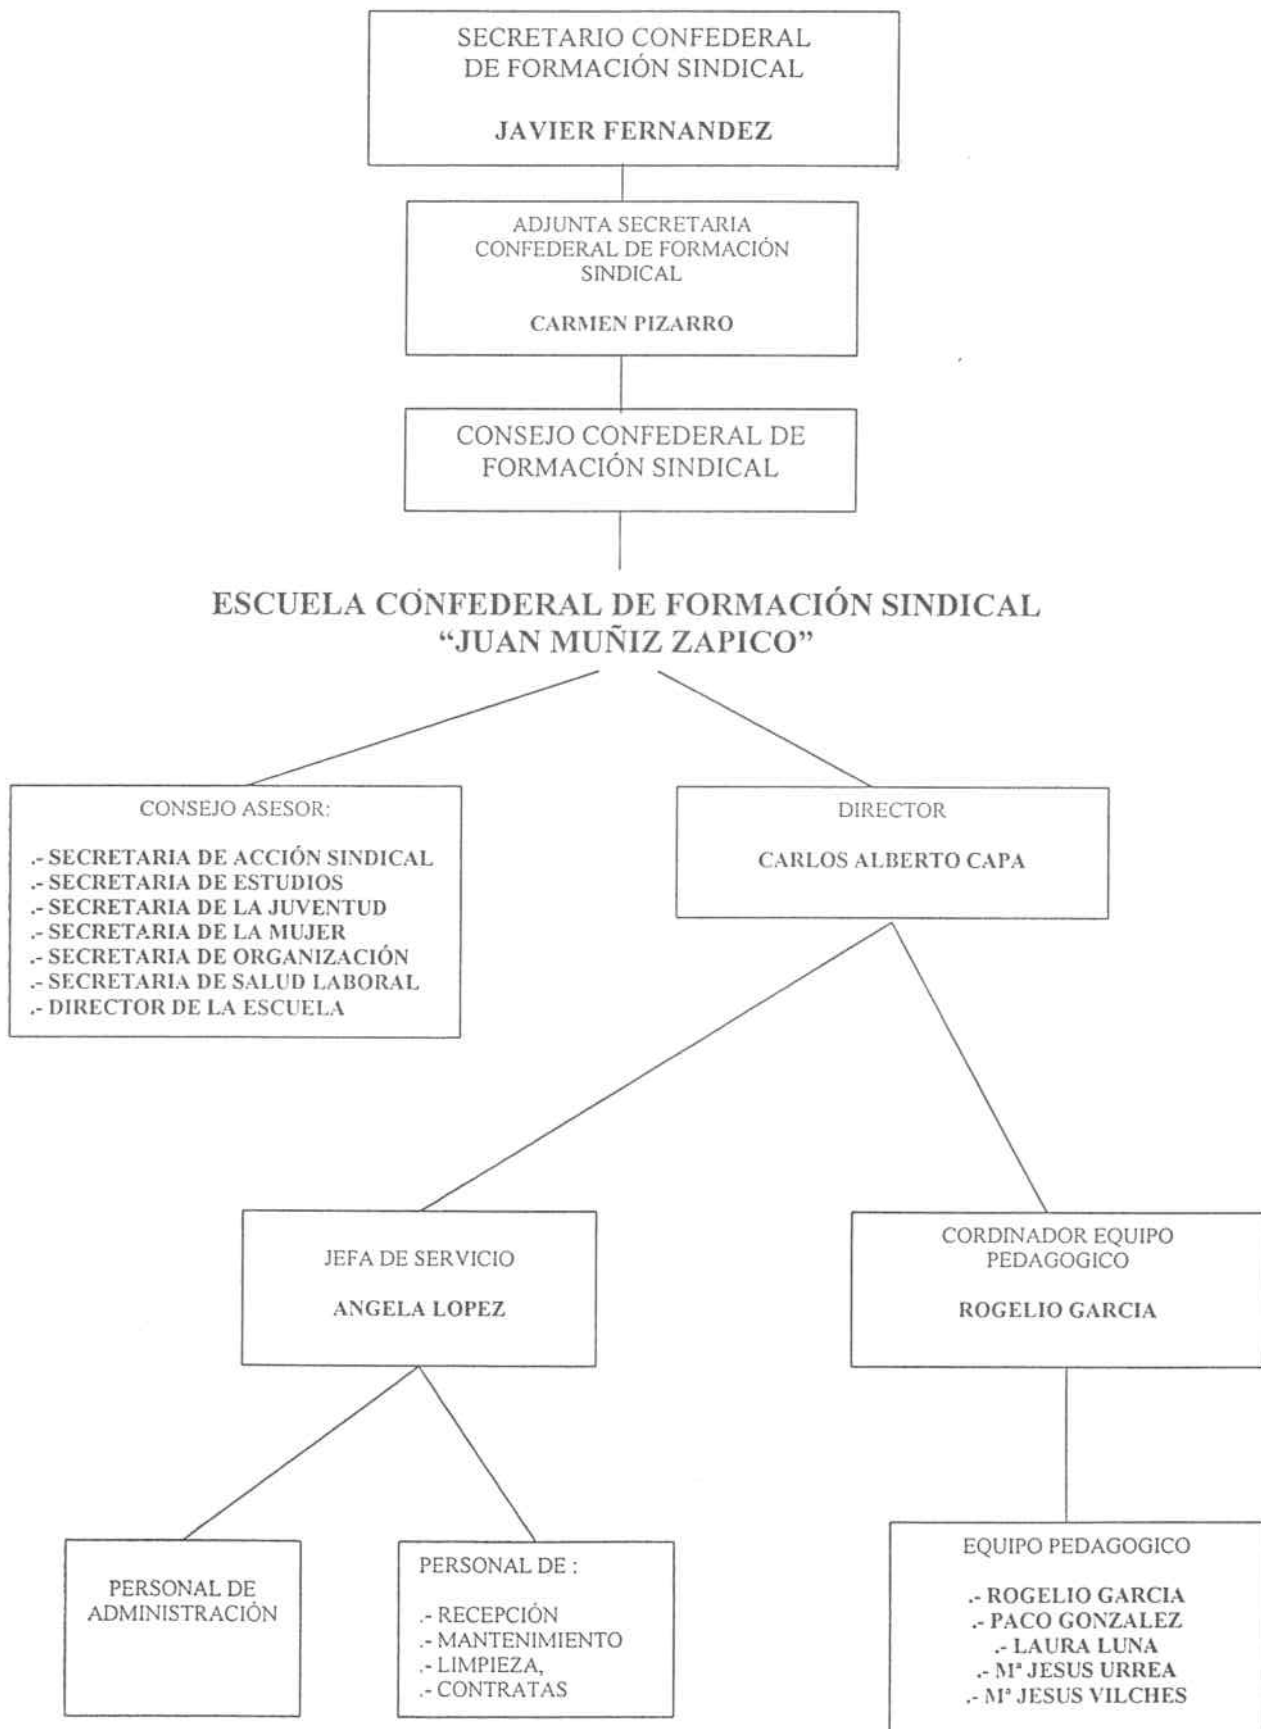 SECRETARIO CONFEDERAL
DE FORMACIÓN SINDICAL
JAVIER FERNANDEZ
ADJUNTA SECRETARIA
CONFEDERAL DE FORMACIÓN
SINDICAL
CARMEN PIZARRO
CONSEJO CONFEDERAL DE
FORMACIÓN SINDICAL
ESCUELA CONFEDERAL DE FORMACIÓN SINDICAL
“JUAN MUÑIZ ZAPICO”
CONSEJO ASESOR:
.- SECRETARIA DE ACCIÓN SINDICAL
.- SECRETARIA DE ESTUDIOS
.- SECRETARIA DE LA JUVENTUD
.- SECRETARIA DE LA MUJER
.- SECRETARIA DE ORGANIZACIÓN
.- SECRETARIA DE SALUD LABORAL
.- DIRECTOR DE LA ESCUELA
DIRECTOR
CARLOS ALBERTO CAPA
JEFA DE SERVICIO
ANGELA LOPEZ
CORDINADOR EQUIPO
PEDAGOGICO
ROGELIO GARCIA
PERSONAL DE
ADMINISTRACIÓN
PERSONAL DE :
.- RECEPCIÓN
.- MANTENIMIENTO
.- LIMPIEZA,
.- CONTRATAS
EQUIPO PEDAGOGICO
.- ROGELIO GARCIA
.- PACO GONZALEZ
.- LAURA LUNA
.- Mª JESUS URREA
.- Mª JESUS VILCHES